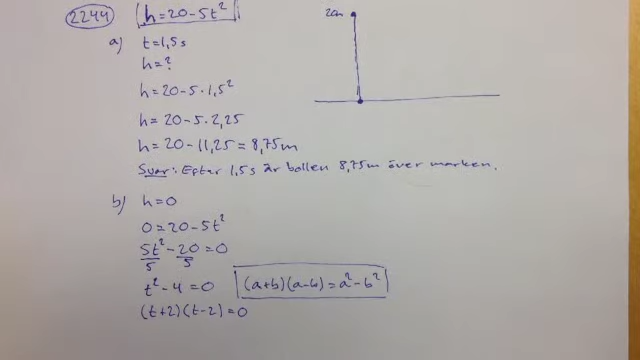 2244 h=20-5t²
20m
a) t=1,5s
h=?
h=20-5·1,5²
h=20-5·2,25
h=20-11,25=8,75m
Svar: Efter 1,5s är bollen 8,75m över marken.
b) h=0
0=20-5t²
5t²/5 - 20/5 = 0
t²-4=0 (a+b)(a-b)=a²-b²
(t+2)(t-2)=0